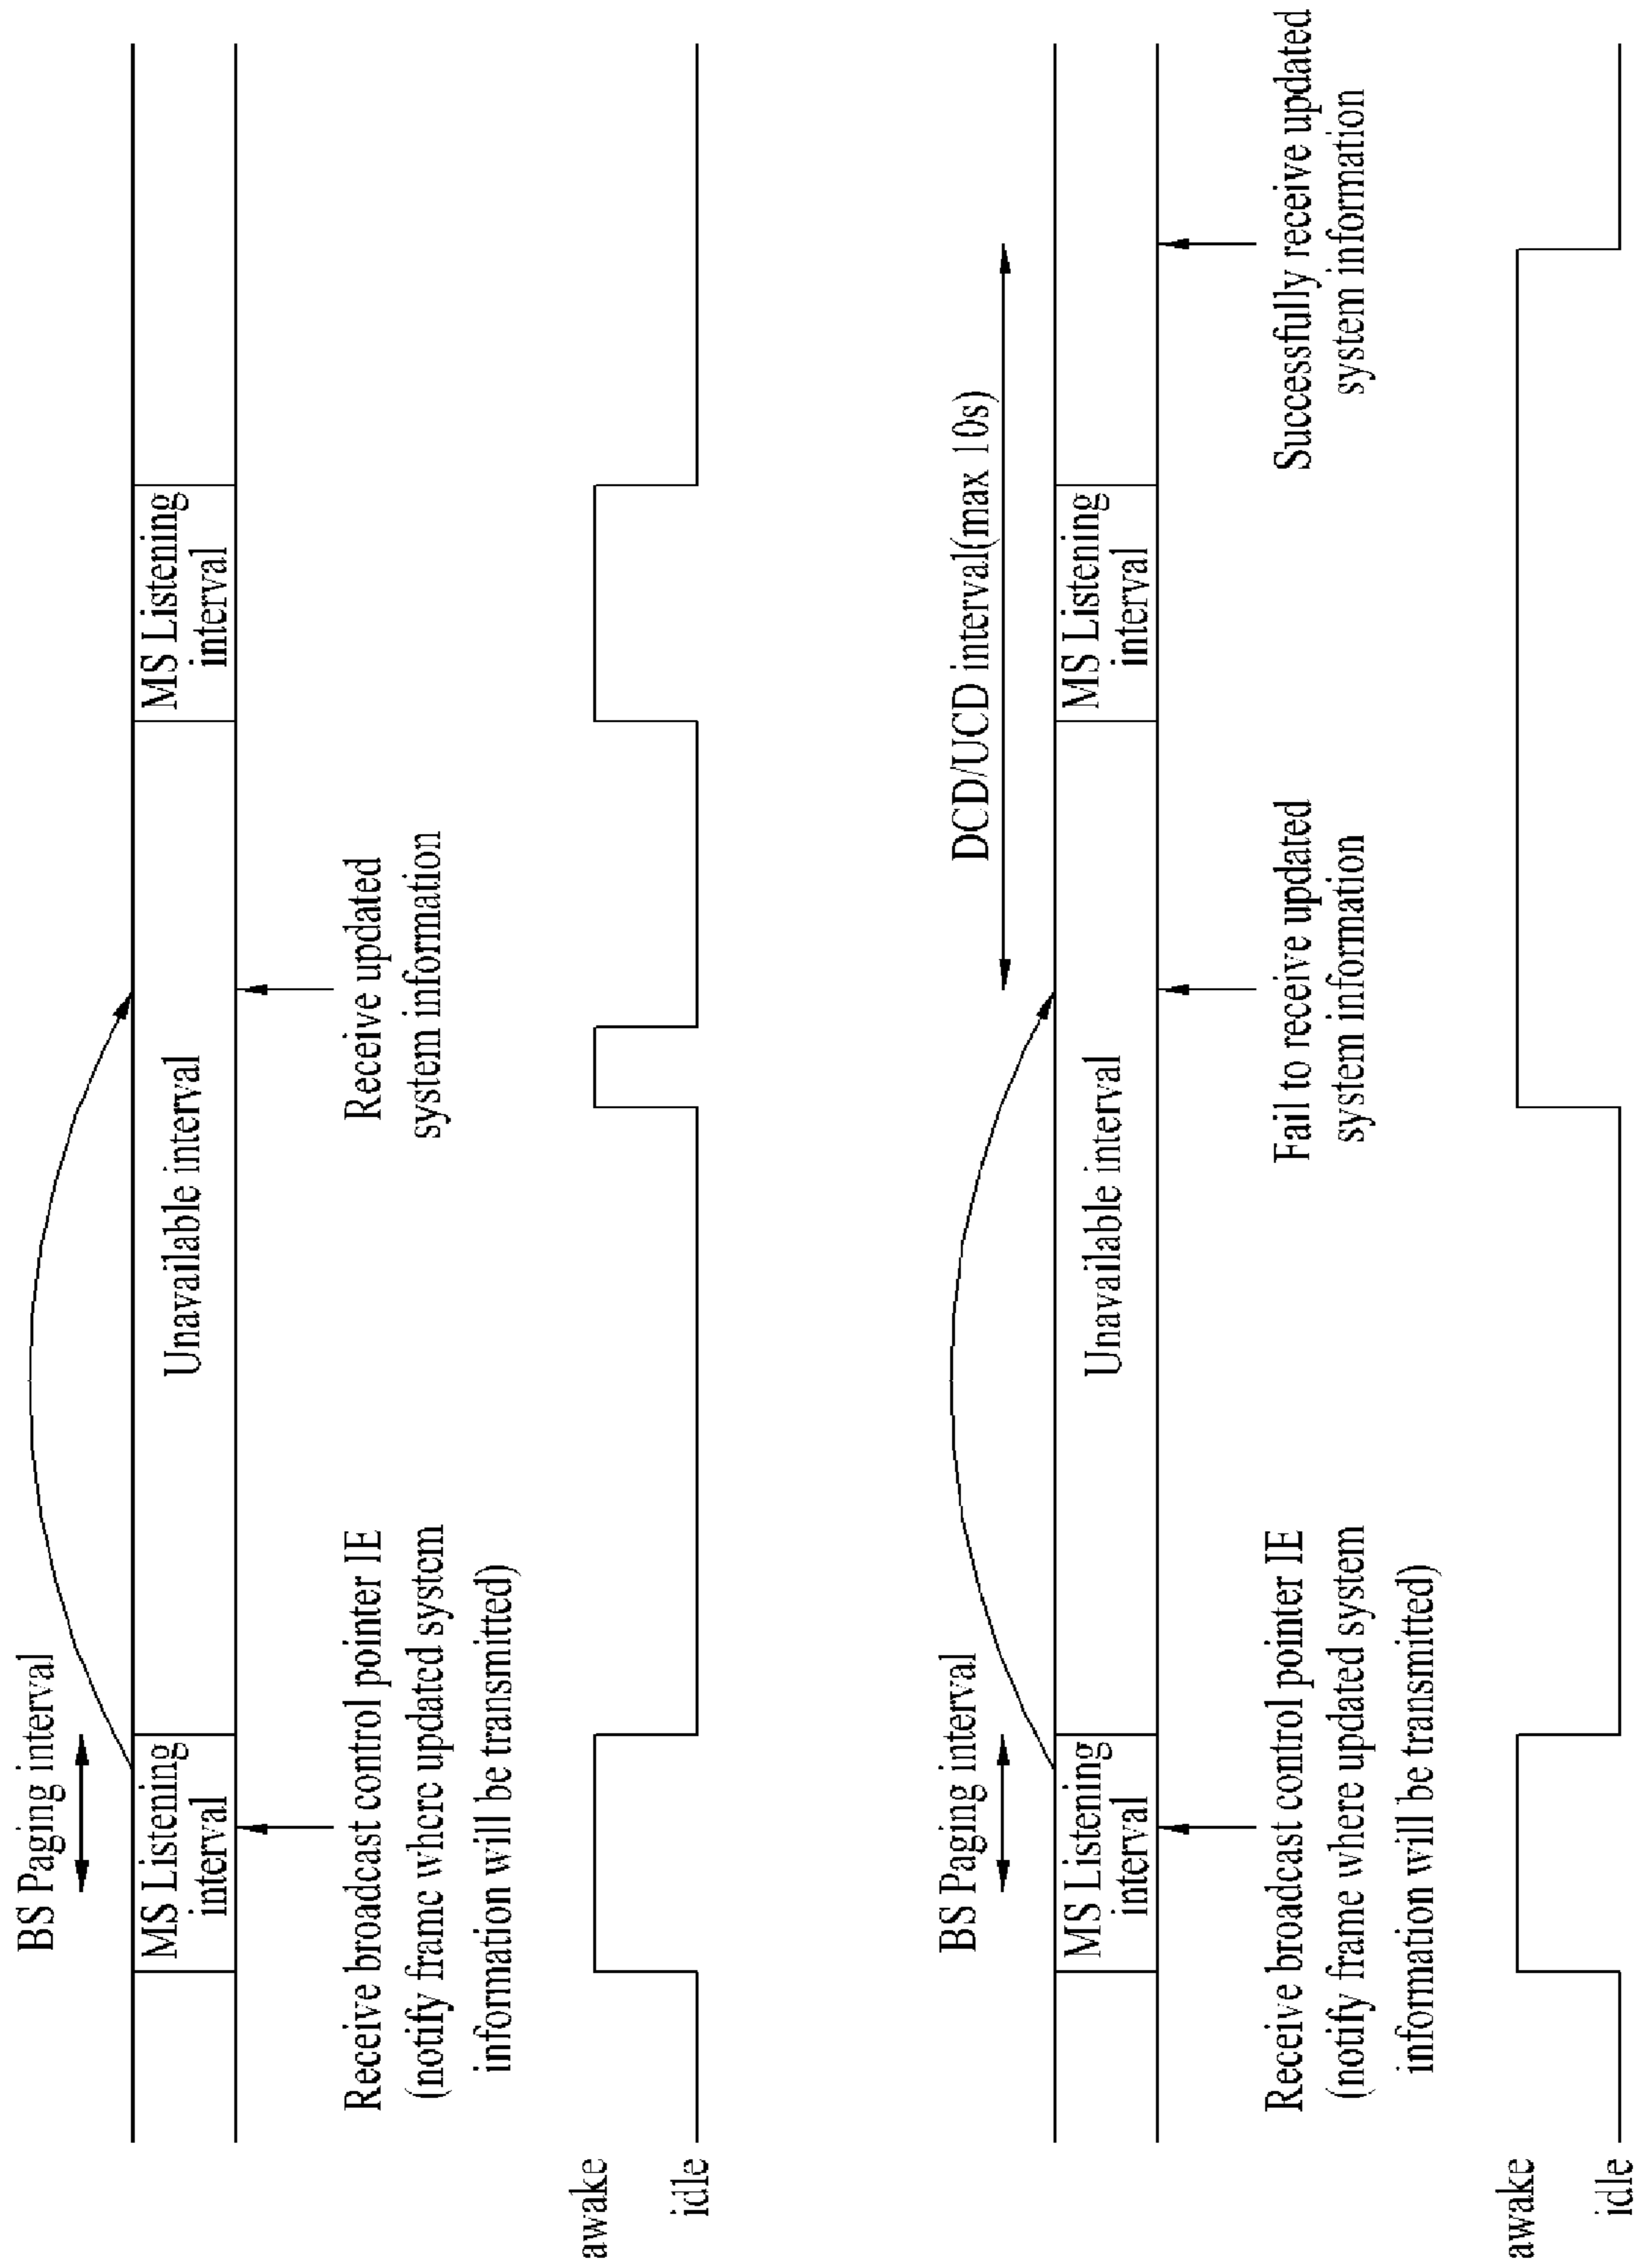 BS Paging interval
MS Listening
interval
Unavailable interval
MS Listening
interval
Receive broadcast control pointer IE
(notify frame where updated system
information will be transmitted)
Receive updated
system information
awake
idle
BS Paging interval
DCD/UCD interval(max 10s)
MS Listening
interval
Unavailable interval
MS Listening
interval
Receive broadcast control pointer IE
(notify frame where updated system
information will be transmitted)
Fail to receive updated
system information
Successfully receive updated
system information
awake
idle